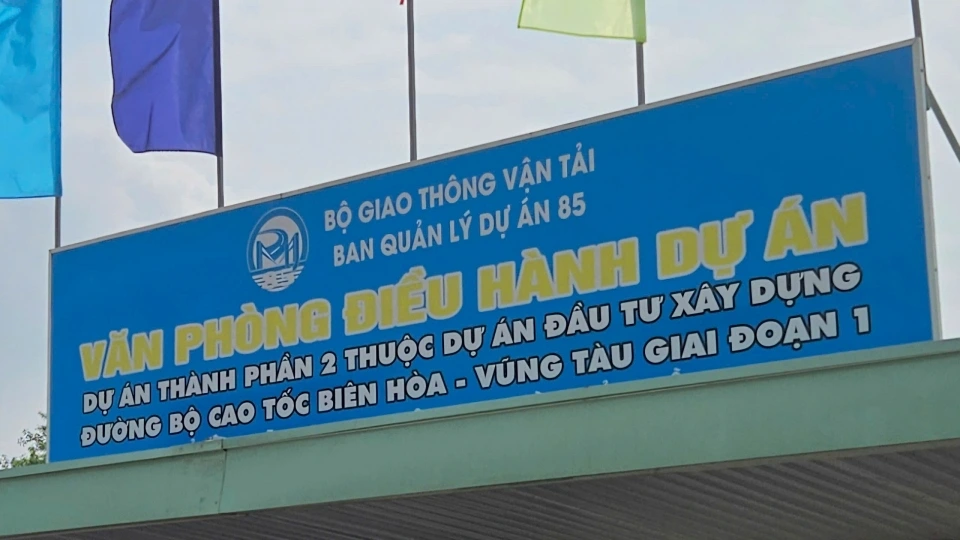 BỘ GIAO THÔNG VẬN TẢI
BAN QUẢN LÝ DỰ ÁN 85
VĂN PHÒNG ĐIỀU HÀNH DỰ ÁN
DỰ ÁN THÀNH PHẦN 2 THUỘC DỰ ÁN ĐẦU TƯ XÂY DỰNG
ĐƯỜNG BỘ CAO TỐC BIÊN HÒA - VŨNG TÀU GIAI ĐOẠN 1